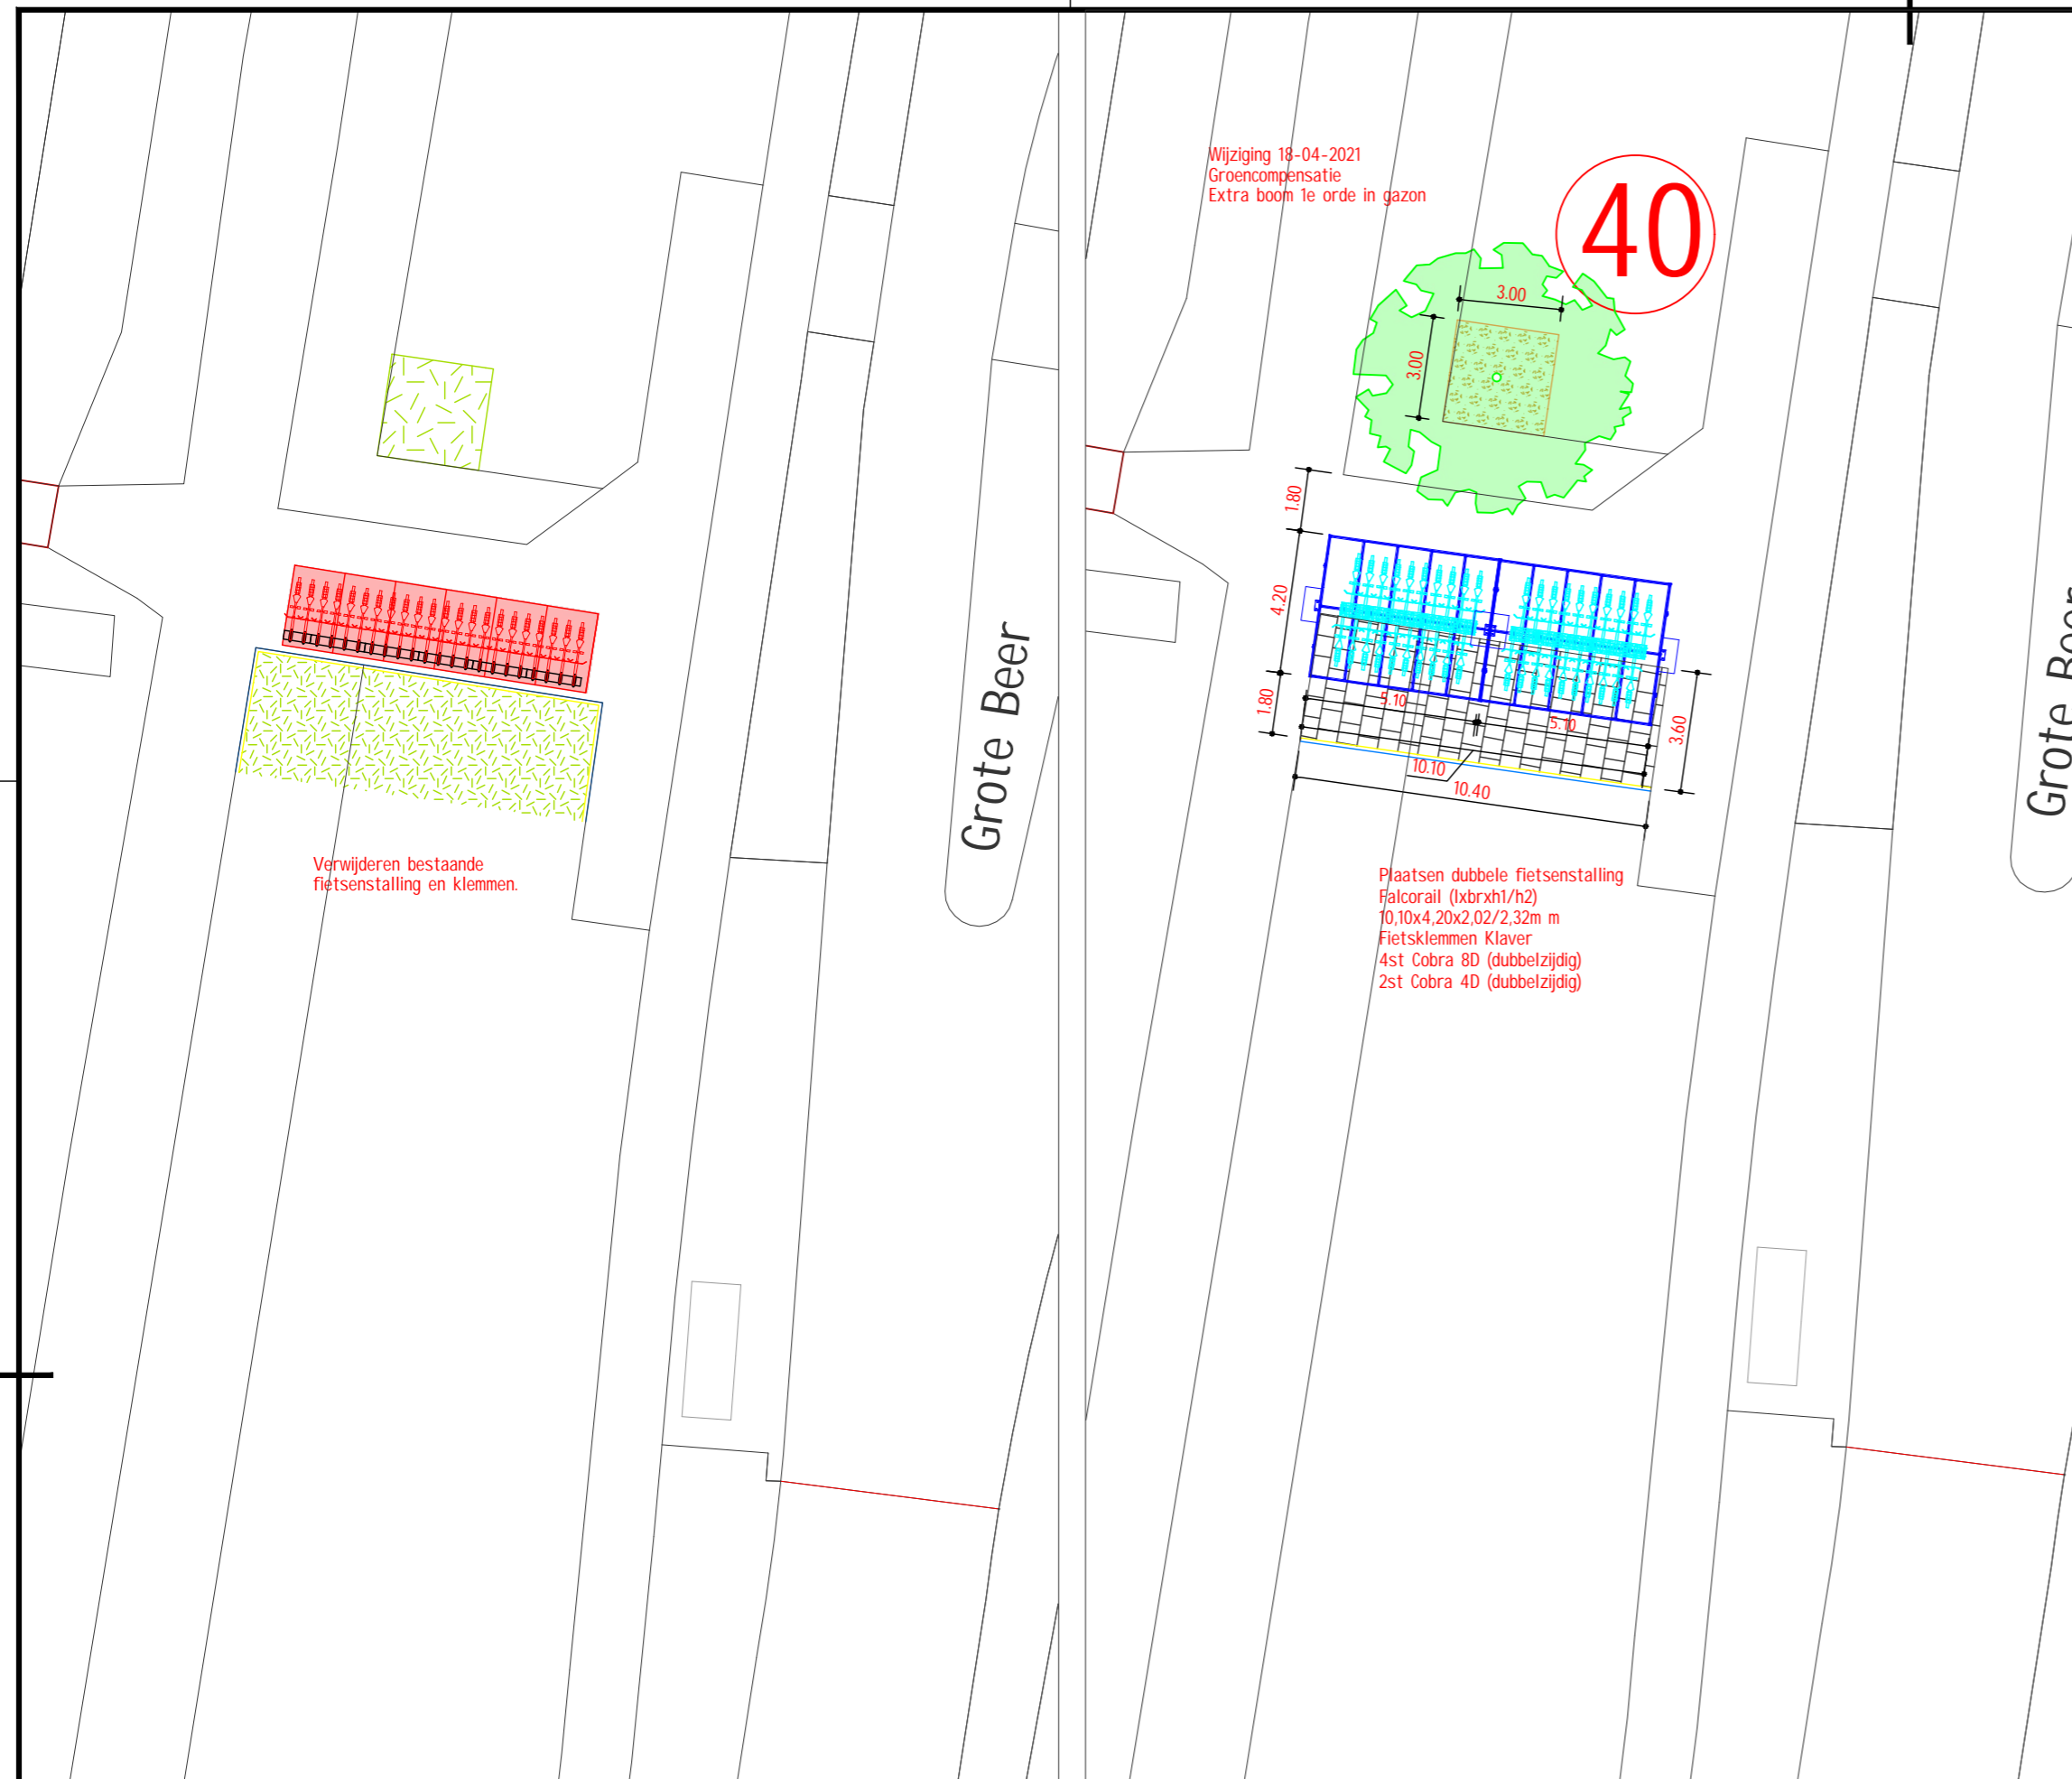 Verwijderen bestaande
fietsenstalling en klemmen.
Grote Beer
Wijziging 18-04-2021
Groencompensatie
Extra boom 1e orde in gazon
40
3.00
3.00
1.80
4.20
1.80
5.10
5.10
3.60
10.10
10.40
Plaatsen dubbele fietsenstalling
Falcorail (lxbrxh1/h2)
10,10x4,20x2,02/2,32m m
Fietsklemmen Klaver
4st Cobra 8D (dubbelzijdig)
2st Cobra 4D (dubbelzijdig)
Grote Beer